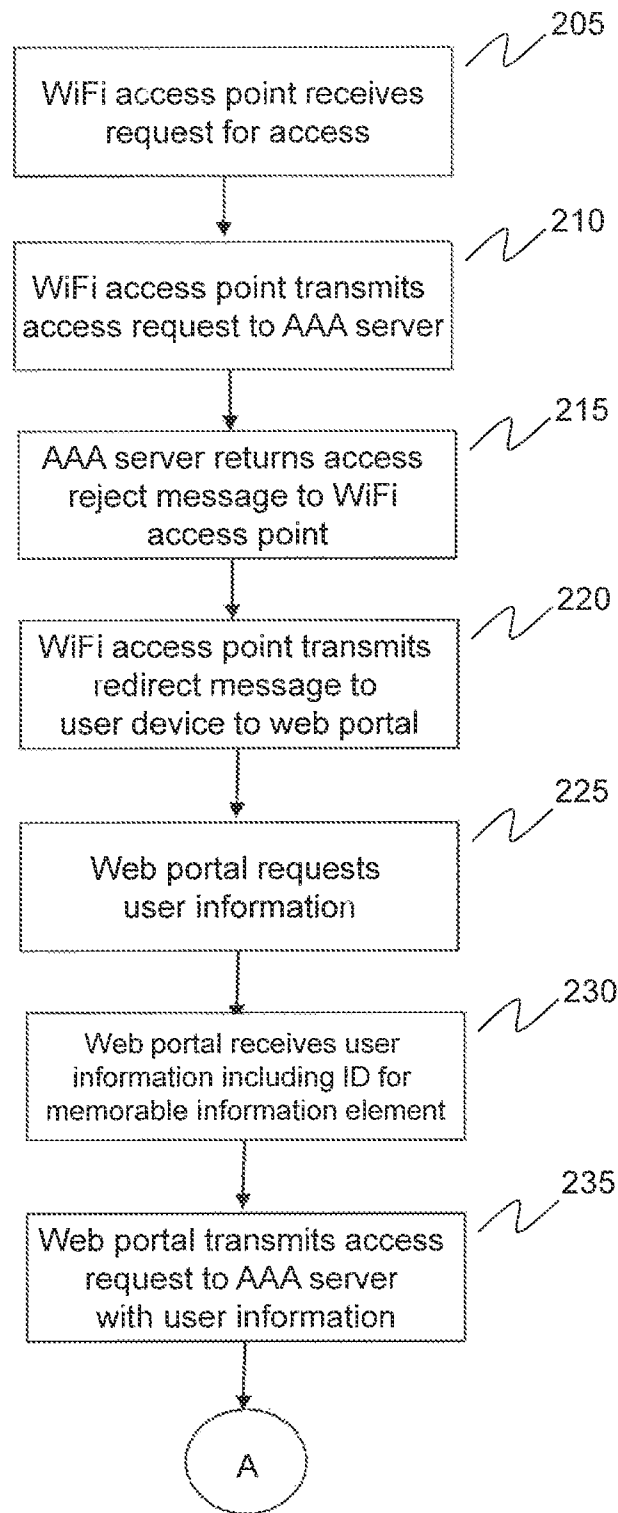 205
WiFi access point receives
request for access
210
WiFi access point transmits
access request to AAA server
215
AAA server returns access
reject message to WiFi
access point
220
WiFi access point transmits
redirect message to
user device to web portal
225
Web portal requests
user information
230
Web portal receives user
information including ID for
memorable information element
235
Web portal transmits access
request to AAA server
with user information
A